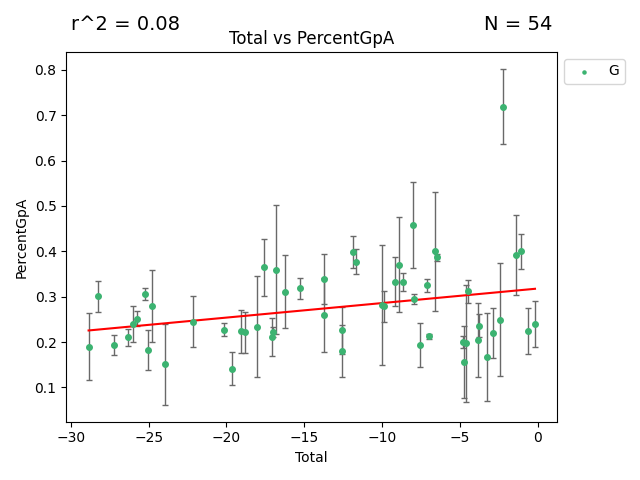 r^2 = 0.08
N = 54
Total vs PercentGpA
G
PercentGpA
0.8
0.7
0.6
0.5
0.4
0.3
0.2
0.1
−30
−25
−20
−15
−10
−5
0
Total